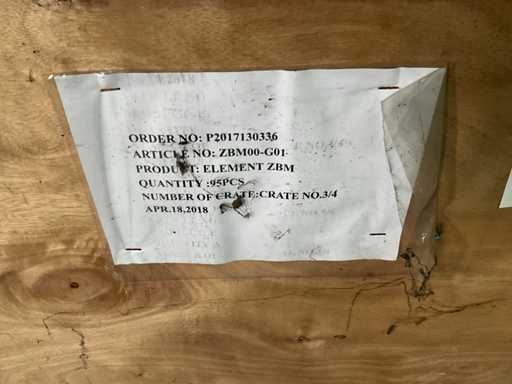 ORDER NO: P2017130336
ARTICLE NO: ZBM00-G01
PRODUCT: ELEMENT ZBM
QUANTITY :95PCS
NUMBER OF CRATE:CRATE NO.3/4
APR.18,2018